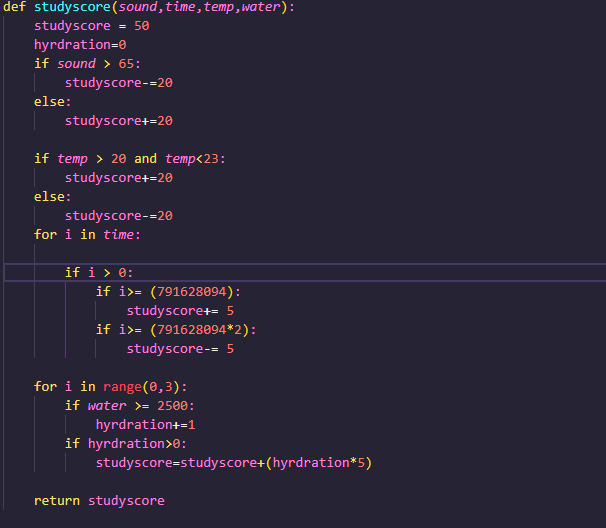 def studyscore(sound,time,temp,water):
    studyscore = 50
    hyrdration=0
    if sound > 65:
        studyscore-=20
    else:
        studyscore+=20

    if temp > 20 and temp<23:
        studyscore+=20
    else:
        studyscore-=20
    for i in time:

        if i > 0:
            if i>= (791628094):
                studyscore+= 5
            if i>= (791628094*2):
                studyscore-= 5

    for i in range(0,3):
        if water >= 2500:
            hyrdration+=1
        if hyrdration>0:
            studyscore=studyscore+(hyrdration*5)

    return studyscore